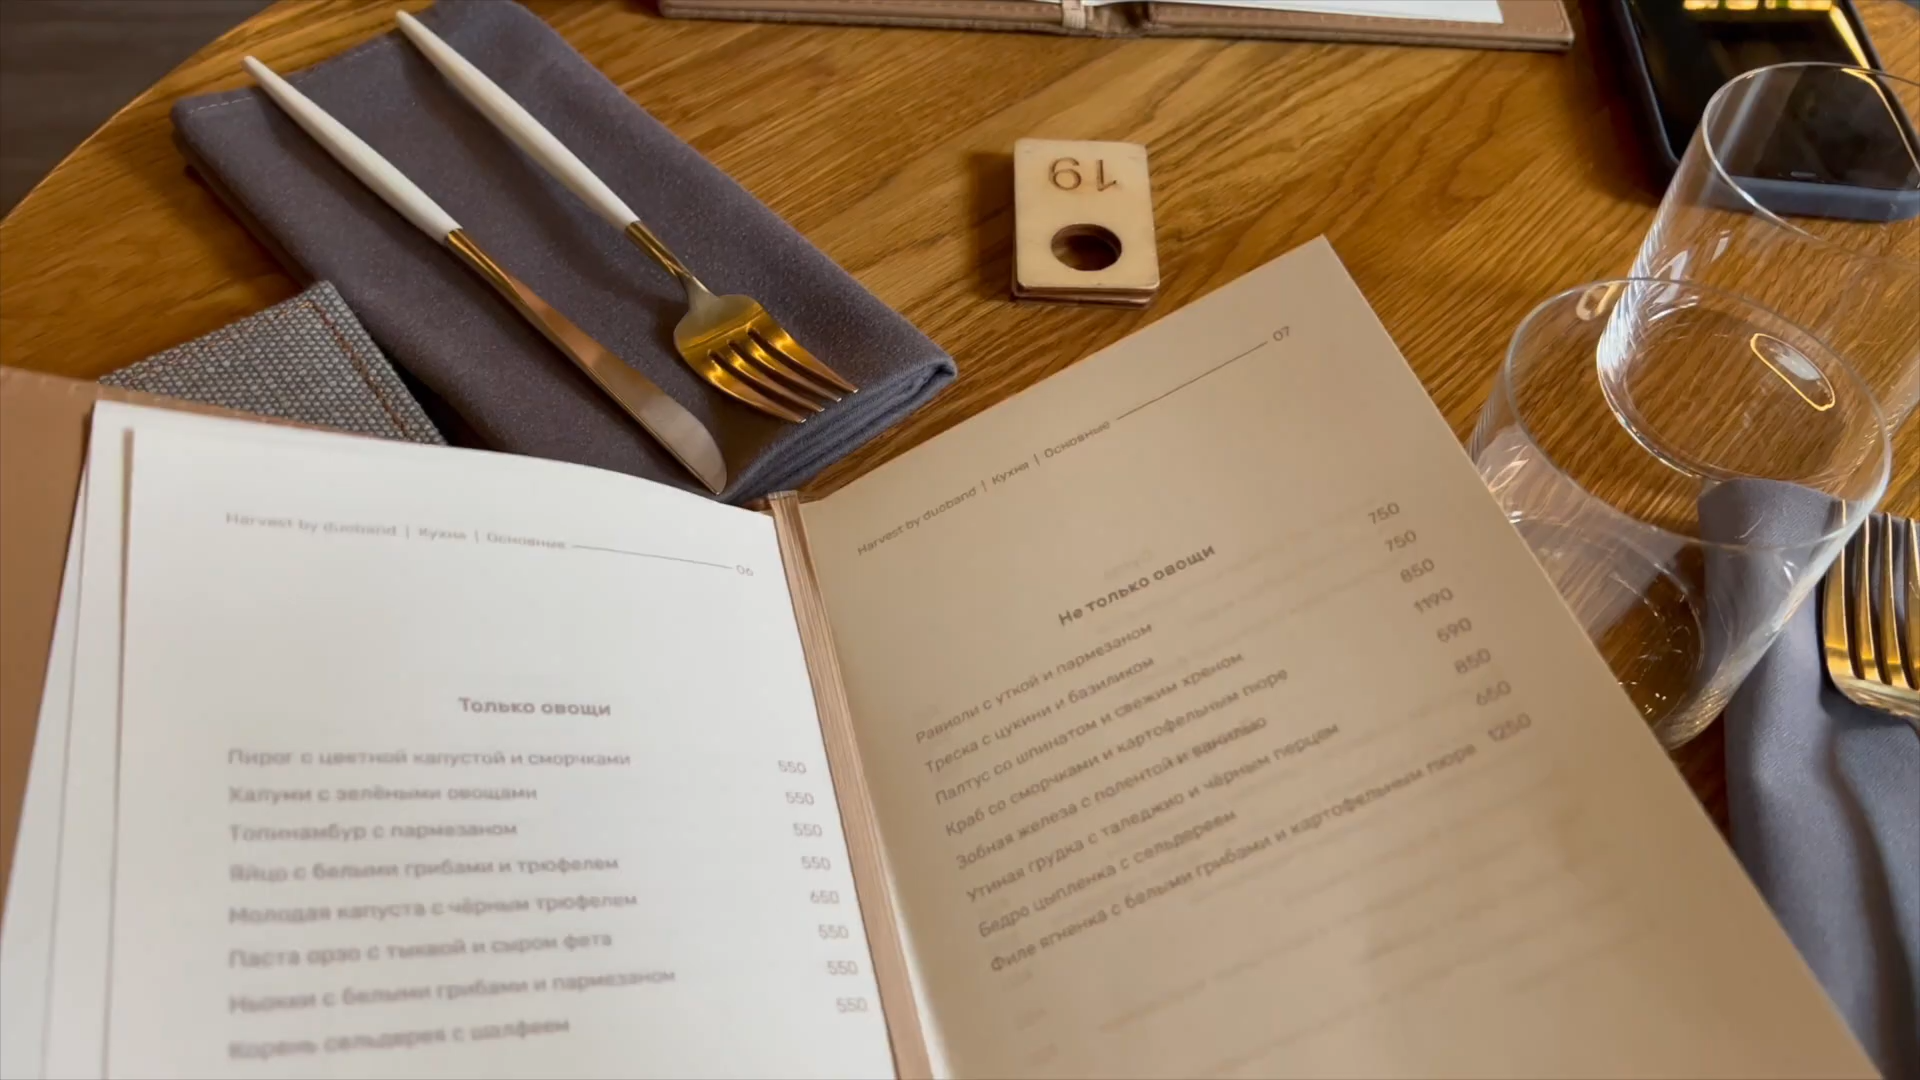 19
Harvest by duoband | Кухня | Основные 06
Только овощи
Пирог с цветной капустой и сморчками 550
Халуми с зелёными овощами 550
Топинамбур с пармезаном 550
Яйцо с белыми грибами и трюфелем 550
Молодая капуста с чёрным трюфелем 650
Паста орзо с тыквой и сыром фета 550
Ньокки с белыми грибами и пармезаном 550
Корень сельдерея с шалфеем 550
Harvest by duoband | Кухня | Основные 07
Не только овощи
Равиоли с уткой и пармезаном 750
Треска с цукини и базиликом 750
Палтус со шпинатом и свежим хреном 850
Краб со сморчками и картофельным пюре 1190
Зобная железа с полентой и ванилью 690
Утиная грудка с таледжио и чёрным перцем 850
Бедро цыплёнка с сельдереем 650
Филе ягнёнка с белыми грибами и картофельным пюре 1250